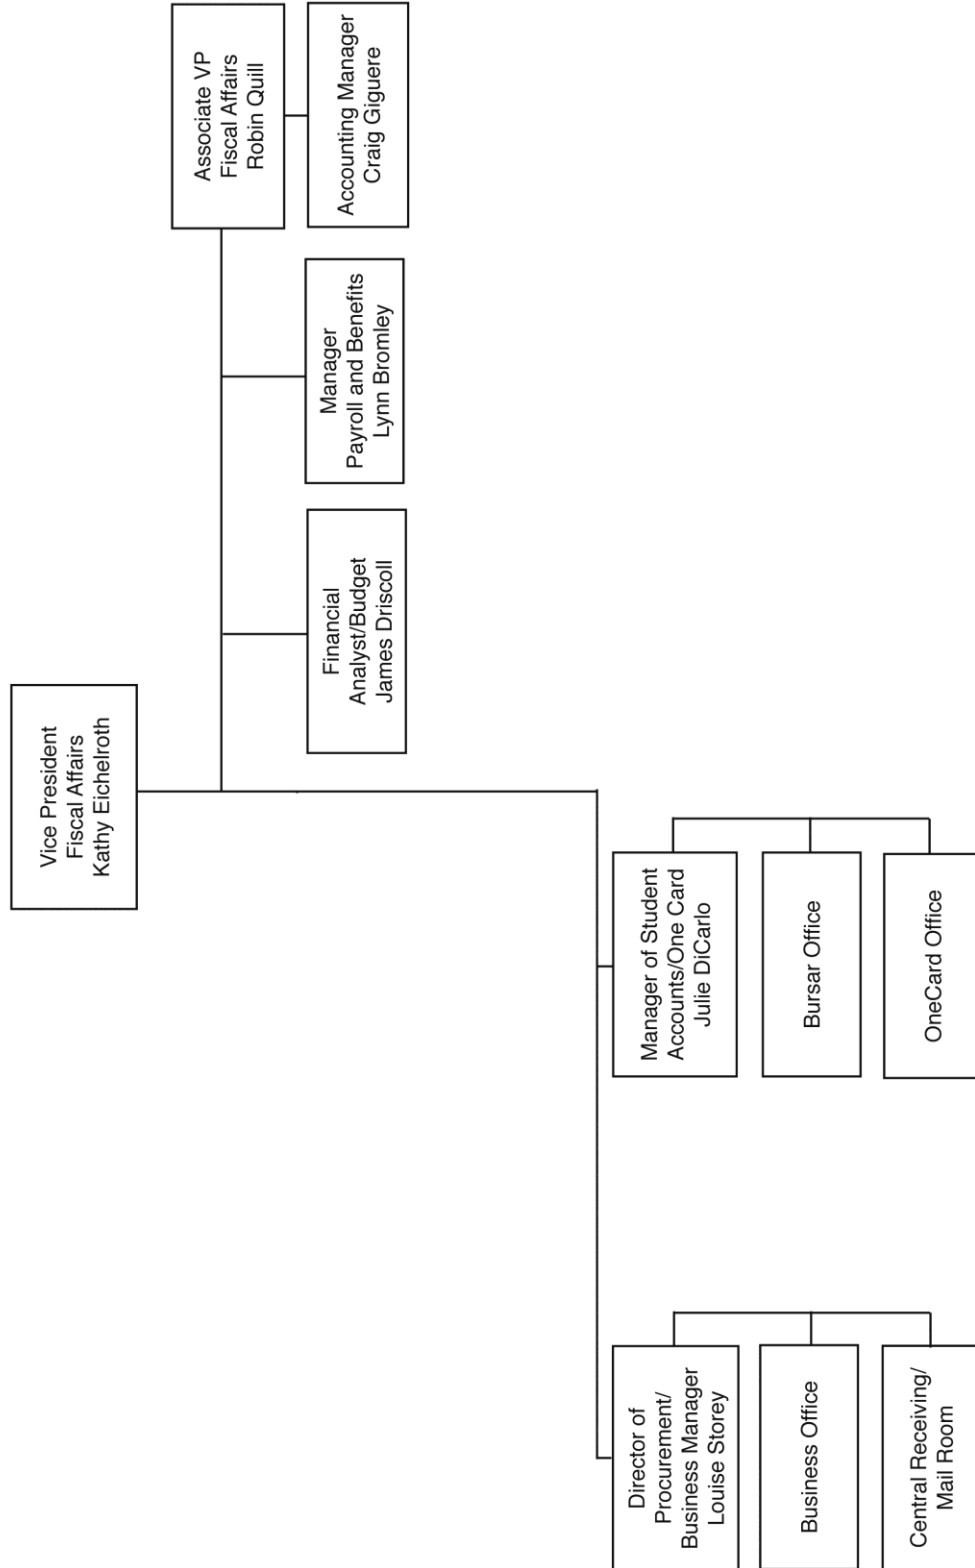 Vice President
Fiscal Affairs
Kathy Eichelroth
Associate VP
Fiscal Affairs
Robin Quill
Accounting Manager
Craig Giguere
Manager
Payroll and Benefits
Lynn Bromley
Financial
Analyst/Budget
James Driscoll
Manager of Student
Accounts/One Card
Julie DiCarlo
Bursar Office
OneCard Office
Director of
Procurement/
Business Manager
Louise Storey
Business Office
Central Receiving/
Mail Room